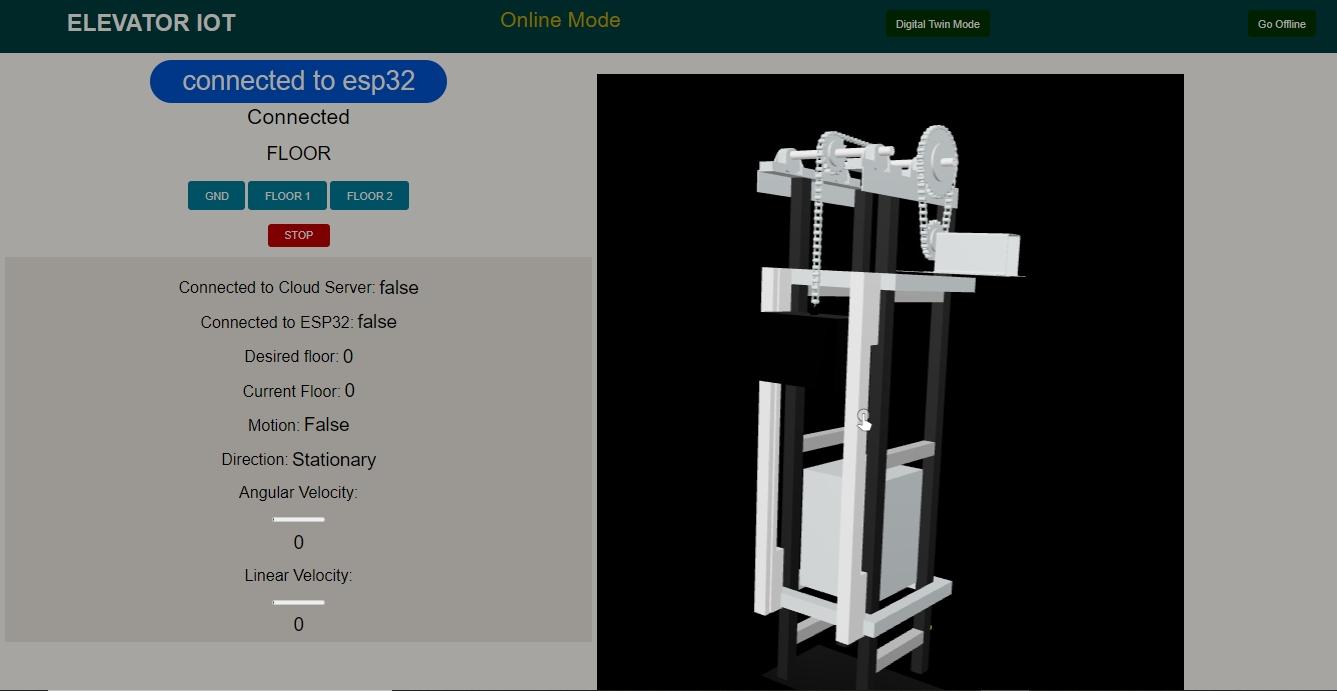 ELEVATOR IOT
Online Mode
Digital Twin Mode
Go Offline
connected to esp32
Connected
FLOOR
GND FLOOR 1 FLOOR 2
STOP
Connected to Cloud Server: false
Connected to ESP32: false
Desired floor: 0
Current Floor: 0
Motion: False
Direction: Stationary
Angular Velocity:
0
Linear Velocity:
0